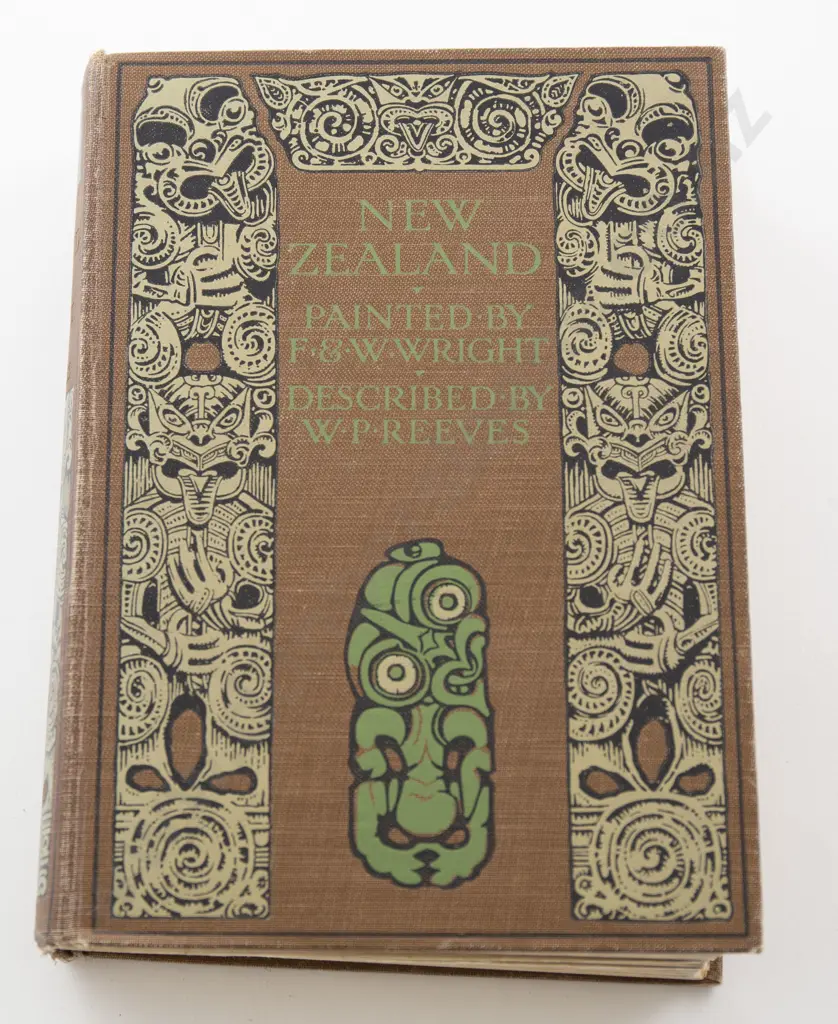 NEW
ZEALAND
PAINTED·BY
F·&·W·WRIGHT
DESCRIBED·BY
W·P·REEVES